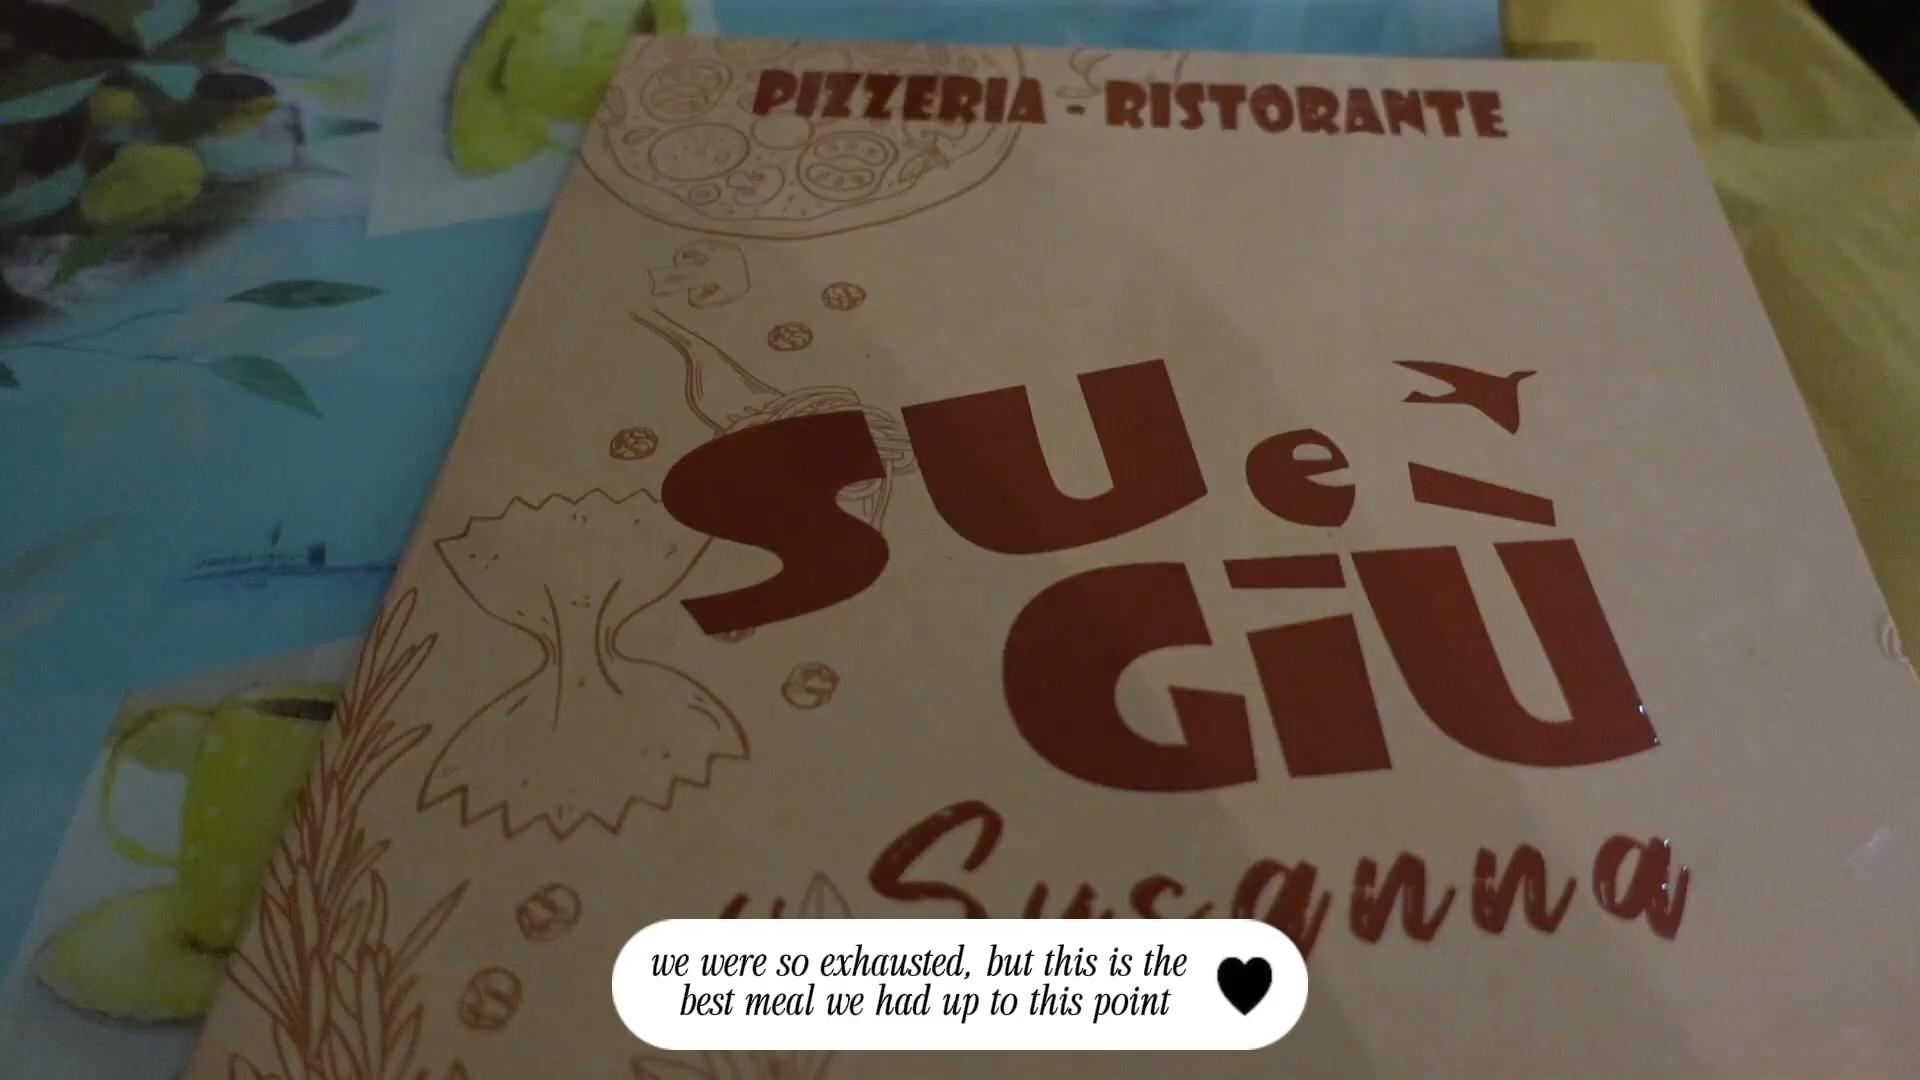 PIZZERIA - RISTORANTE
SU e
GIÙ
Susanna
we were so exhausted, but this is the
best meal we had up to this point